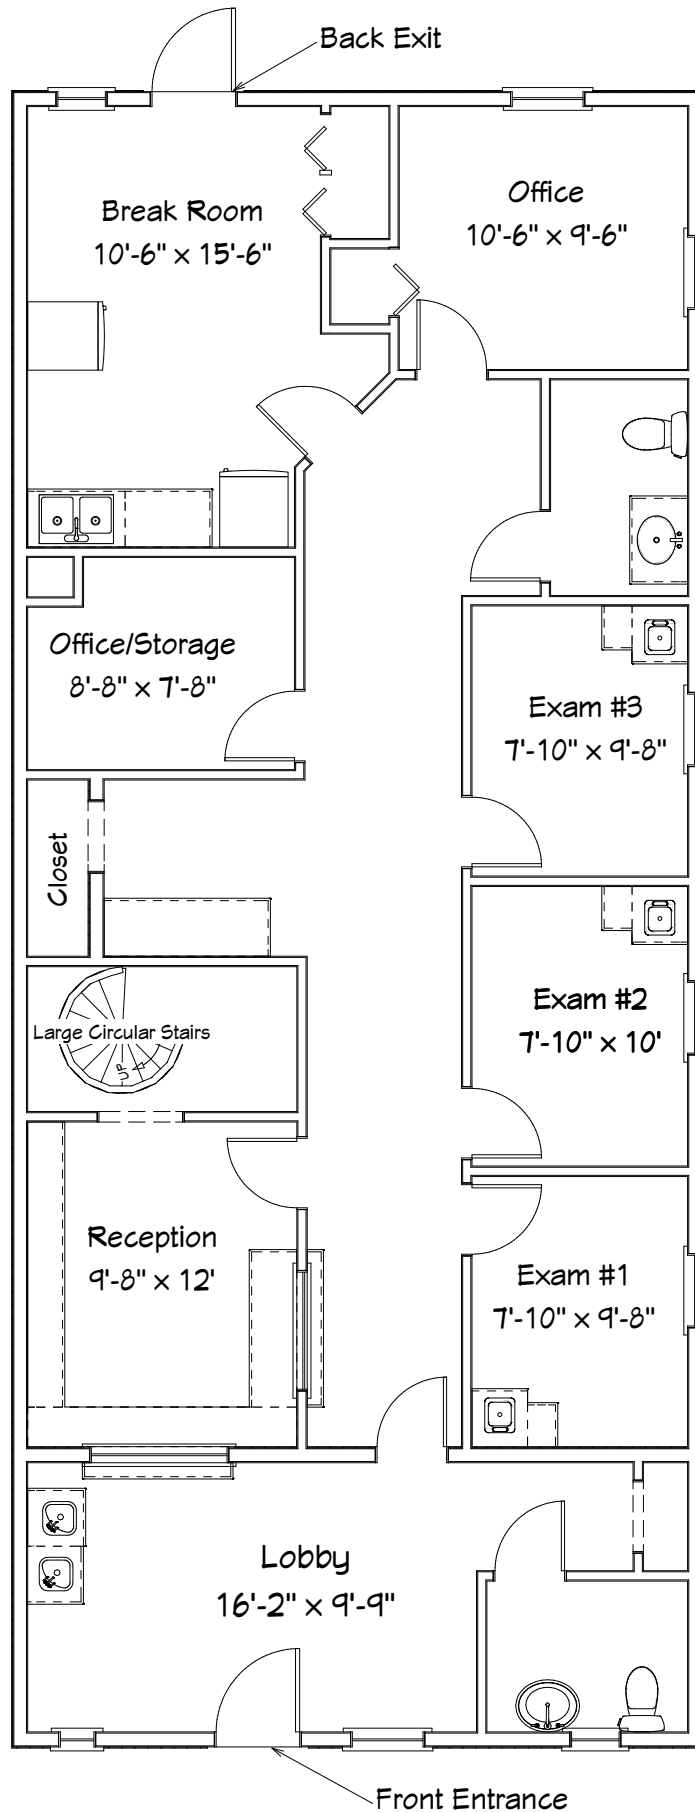 Back Exit
Break Room
10'-6" x 15'-6"
Office
10'-6" x 9'-6"
Office/Storage
8'-8" x 7'-8"
Exam #3
7'-10" x 9'-8"
Closet
Exam #2
7'-10" x 10'
Large Circular Stairs
UP
Reception
9'-8" x 12'
Exam #1
7'-10" x 9'-8"
Lobby
16'-2" x 9'-9"
Front Entrance